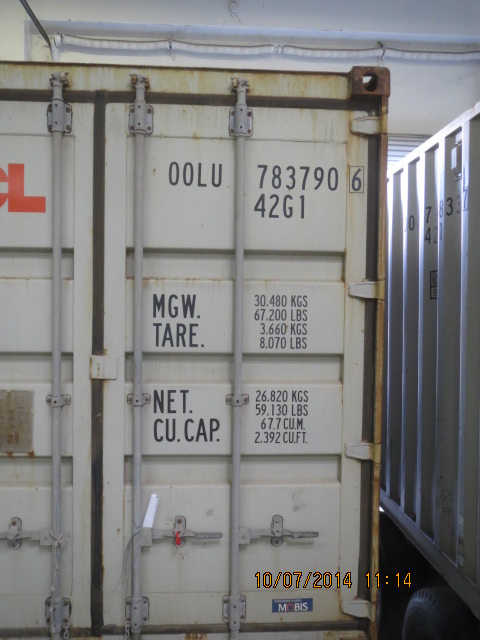 CL
OOLU 783790 6
42G1
MGW. 30.480 KGS
67.200 LBS
TARE. 3.660 KGS
8.070 LBS
NET. 26.820 KGS
59.130 LBS
CU.CAP. 67.7 CU.M.
2.392 CU.FT.
MOBIS
10/07/2014 11:14